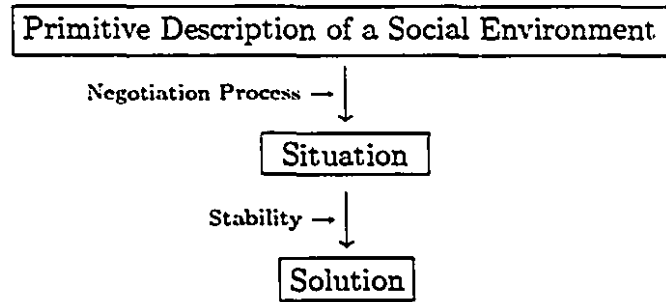 Primitive Description of a Social Environment
Negotiation Process →
Situation
Stability →
Solution